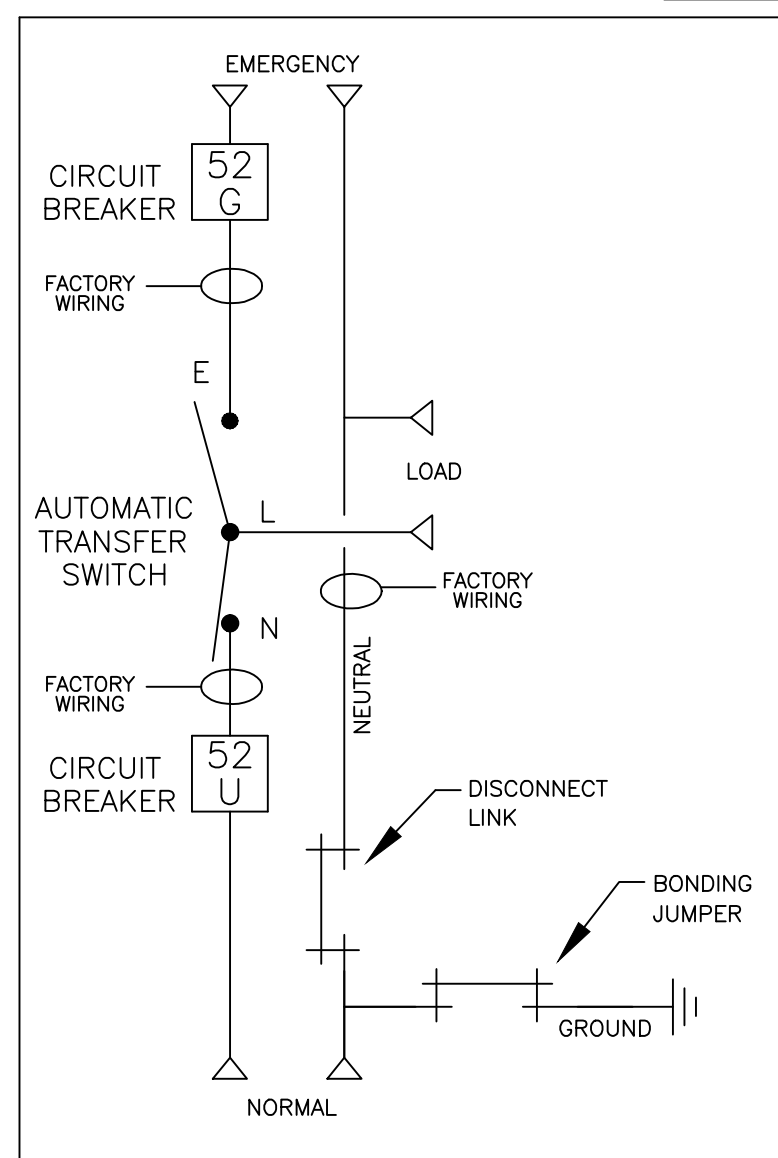 EMERGENCY
CIRCUIT
BREAKER
52
G
FACTORY
WIRING
E
LOAD
AUTOMATIC
TRANSFER
SWITCH
L
FACTORY
WIRING
N
NEUTRAL
FACTORY
WIRING
CIRCUIT
BREAKER
52
U
DISCONNECT
LINK
BONDING
JUMPER
GROUND
NORMAL